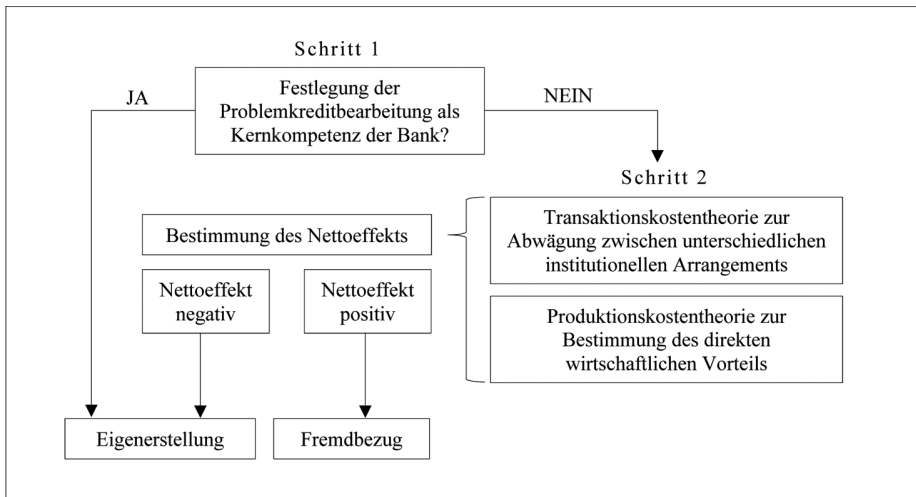 Schritt 1
Festlegung der
Problemkreditbearbeitung als
Kernkompetenz der Bank?
JA
NEIN
Schritt 2
Transaktionskostentheorie zur
Abwägung zwischen unterschiedlichen
institutionellen Arrangements
Bestimmung des Nettoeffekts
Nettoeffekt
negativ
Nettoeffekt
positiv
Produktionskostentheorie zur
Bestimmung des direkten
wirtschaftlichen Vorteils
Eigenerstellung
Fremdbezug